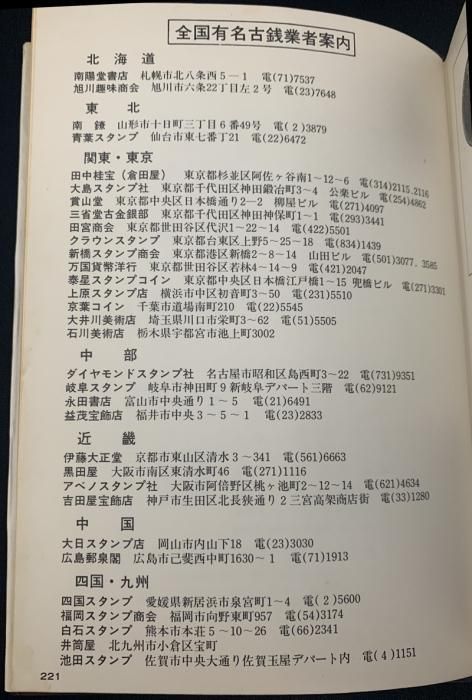 全国有名古銭業者案内
北海道
南陽堂書店 札幌市北八条西5―1 電(71)7537
旭川趣味商会 旭川市六条22丁目左2号 電(23)7648
東北
南鐐 山形市十日町三丁目6番49号 電(2)3879
青葉スタンプ 仙台市東七番丁21 電(22)6472
関東・東京
田中桂宝(倉田屋) 東京都杉並区阿佐ヶ谷南1~12~6 電(314)2115.2116
大島スタンプ社 東京都千代田区神田鍛冶町3~4 公楽ビル 電(254)4862
賞山堂 東京都中央区日本橋通り2―2 柳屋ビル 電(271)4097
三省堂古金銀部 東京都千代田区神田神保町1~1 電(293)3441
田宮商会 東京都世田谷区代沢1~22~14 電(422)5501
クラウンスタンプ 東京都台東区上野5~25~18 電(834)1439
新橋スタンプ商会 東京都港区新橋2~8~14 山田ビル 電(501)3077.3585
万国貨幣洋行 東京都世田谷区若林4~14~9 電(421)2047
泰星スタンプコイン 東京都中央区日本橋江戸橋1~15 兜橋ビル 電(271)3301
上原スタンプ店 横浜市中区初音町3~50 電(231)5510
京葉コイン 千葉市道場南町210 電(22)5545
大井川美術店 埼玉県川口市栄町3~62 電(51)5505
石川美術店 栃木県宇都宮市池上町3002
中部
ダイヤモンドスタンプ社 名古屋市昭和区島西町3~22 電(731)9351
岐阜スタンプ 岐阜市神田町9新岐阜デパート三階 電(62)9121
永田書店 富山市中央通り1~5 電(21)6491
益茂宝飾店 福井市中央3~5~1 電(23)2833
近畿
伊藤大正堂 京都市東山区清水3~341 電(561)6663
黒田屋 大阪市南区東清水町46 電(271)1116
アベノスタンプ社 大阪市阿倍野区桃ヶ池町2~12~14 電(621)4634
吉田屋宝飾店 神戸市生田区北長狭通り2三宮高架商店街 電(33)1280
中国
大日スタンプ店 岡山市内山下18 電(23)3030
広島郵泉閣 広島市己斐西中町1630~1 電(71)1913
四国・九州
四国スタンプ 愛媛県新居浜市泉宮町1~4 電(2)5600
福岡スタンプ商会 福岡市向野東町957 電(54)3174
白石スタンプ 熊本市本荘5~10~26 電(66)2341
井筒屋 北九州市小倉区宝町
池田スタンプ 佐賀市中央大通り佐賀玉屋デパート内 電(4)1151
221